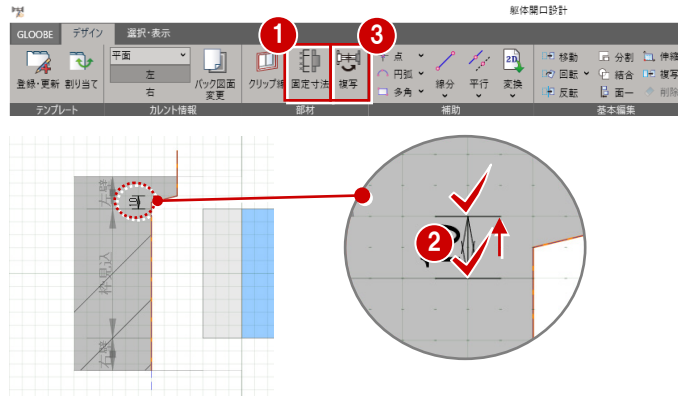 躯体開口設計
GLOOBE デザイン 選択･表示
1 3
平面
左
右
登録･更新 割り当て
バック図面
変更
クリップ線 固定寸法 複写
点
円弧
多角
線分 平行 変換
2D
移動 分割 伸縮
回転 結合 複写
反転 面一 削除
テンプレート カレント情報 部材 補助 基本編集
左壁
10
枠見込
右壁
2